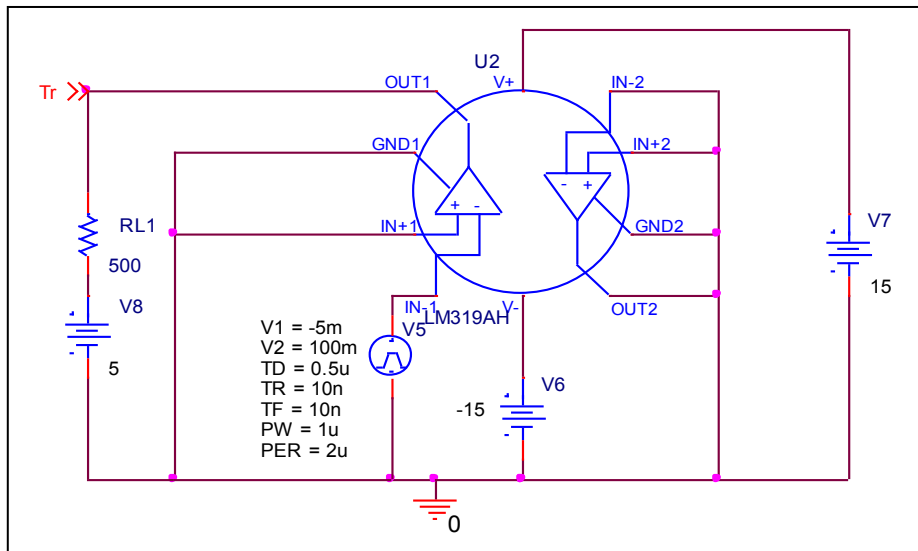 U2
V+
Tr
OUT1
IN-2
GND1
IN+2
- +
+ -
RL1
500
IN+1
GND2
V7
15
V8
5
IN-1
LM319AH
V-
OUT2
V5
V1 = -5m
V2 = 100m
TD = 0.5u
TR = 10n
TF = 10n
PW = 1u
PER = 2u
V6
-15
0